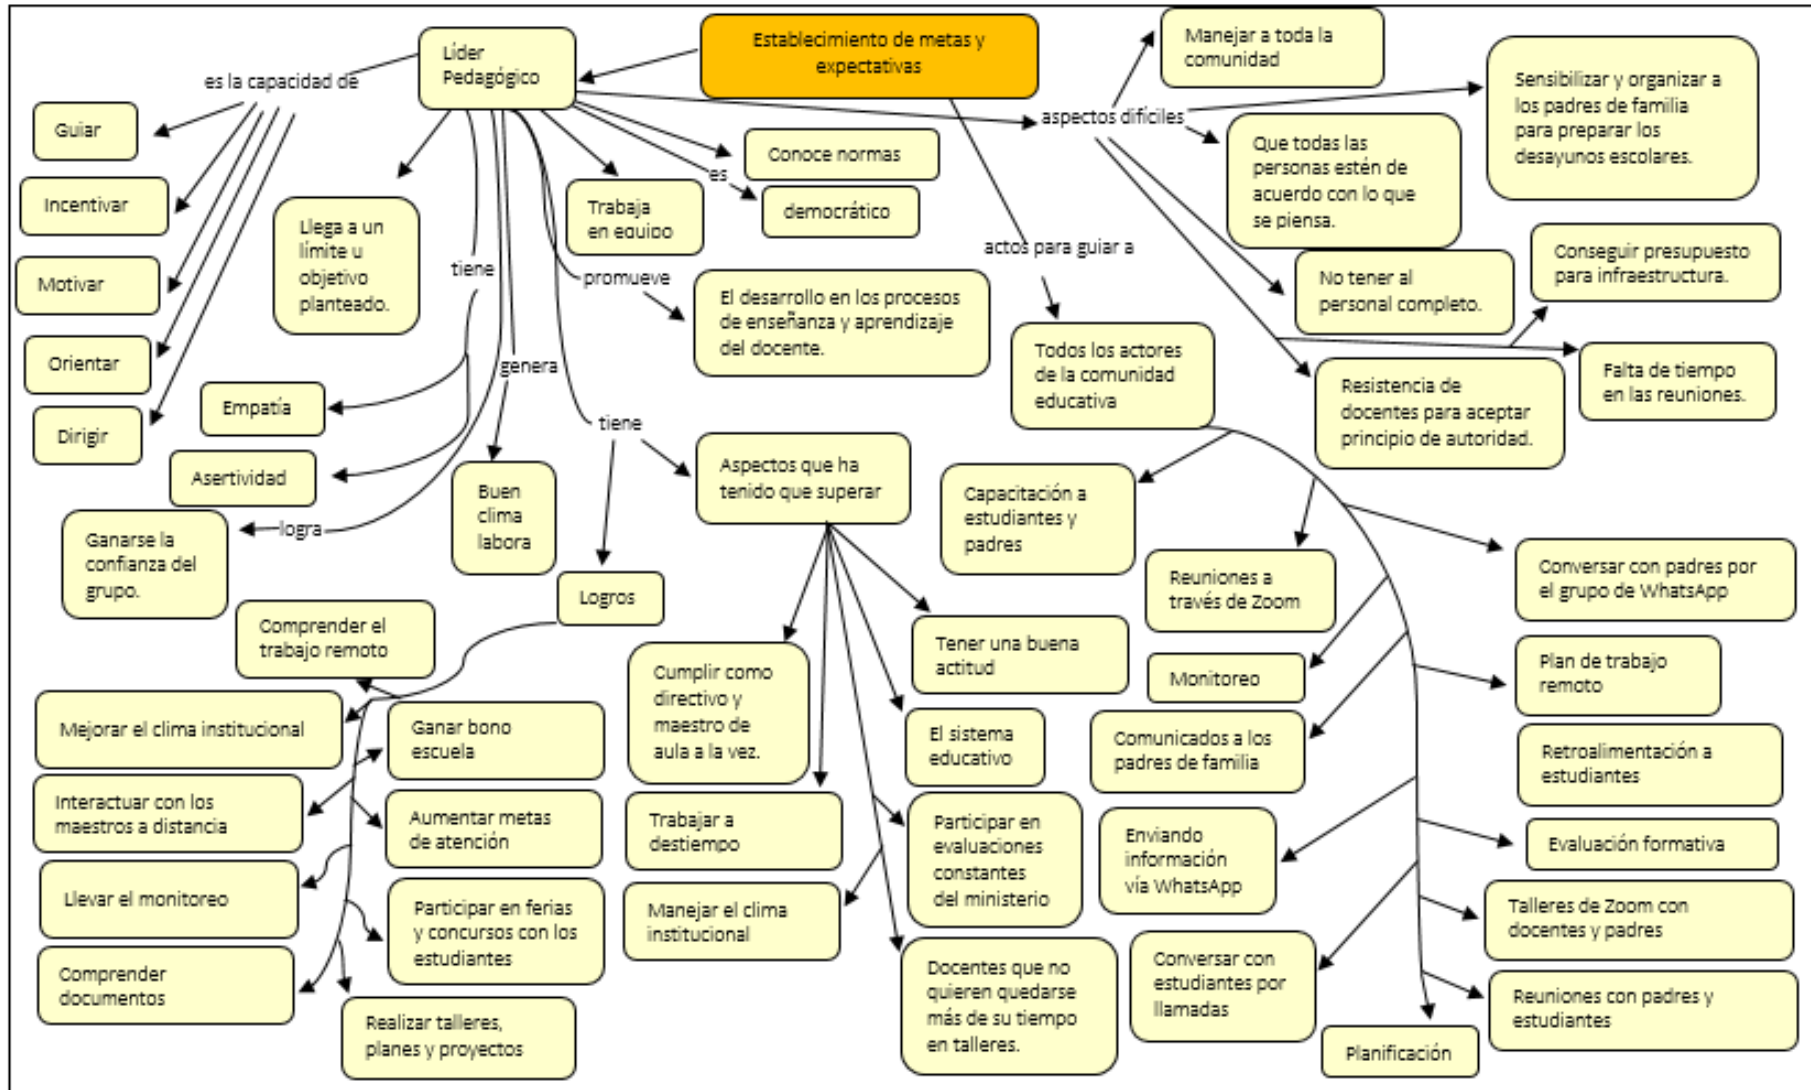 Establecimiento de metas y
expectativas
Líder
Pedagógico
es la capacidad de
Guiar
Incentivar
Motivar
Orientar
Dirigir
Llega a un
límite u
objetivo
planteado.
tiene
Empatía
Asertividad
logra
Ganarse la
confianza del
grupo.
genera
Buen
clima
labora
Trabaja
en equipo
promueve
El desarrollo en los procesos
de enseñanza y aprendizaje
del docente.
Conoce normas
es
democrático
aspectos difíciles
Manejar a toda la
comunidad
Sensibilizar y organizar a
los padres de familia
para preparar los
desayunos escolares.
Que todas las
personas estén de
acuerdo con lo que
se piensa.
No tener al
personal completo.
Conseguir presupuesto
para infraestructura.
Falta de tiempo
en las reuniones.
Resistencia de
docentes para aceptar
principio de autoridad.
tiene
Logros
Comprender el
trabajo remoto
Mejorar el clima institucional
Ganar bono
escuela
Interactuar con los
maestros a distancia
Aumentar metas
de atención
Llevar el monitoreo
Participar en ferias
y concursos con los
estudiantes
Comprender
documentos
Realizar talleres,
planes y proyectos
Aspectos que ha
tenido que superar
Cumplir como
directivo y
maestro de
aula a la vez.
Tener una buena
actitud
El sistema
educativo
Trabajar a
destiempo
Participar en
evaluaciones
constantes
del ministerio
Manejar el clima
institucional
Docentes que no
quieren quedarse
más de su tiempo
en talleres.
actos para guiar a
Todos los actores
de la comunidad
educativa
Capacitación a
estudiantes y
padres
Reuniones a
través de Zoom
Conversar con padres por
el grupo de WhatsApp
Monitoreo
Plan de trabajo
remoto
Comunicados a los
padres de familia
Retroalimentación a
estudiantes
Enviando
información
vía WhatsApp
Evaluación formativa
Talleres de Zoom con
docentes y padres
Conversar con
estudiantes por
llamadas
Reuniones con padres y
estudiantes
Planificación